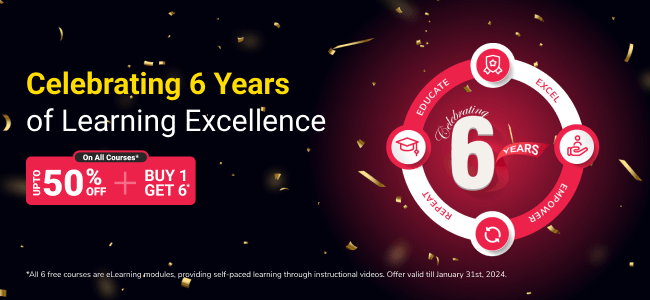 Celebrating 6 Years
of Learning Excellence
On All Courses*
UPTO 50% OFF + BUY 1 GET 6*
EDUCATE
EXCEL
EMPOWER
REPEAT
Celebrating
6
YEARS
*All 6 free courses are eLearning modules, providing self-paced learning through instructional videos. Offer valid till January 31st, 2024.